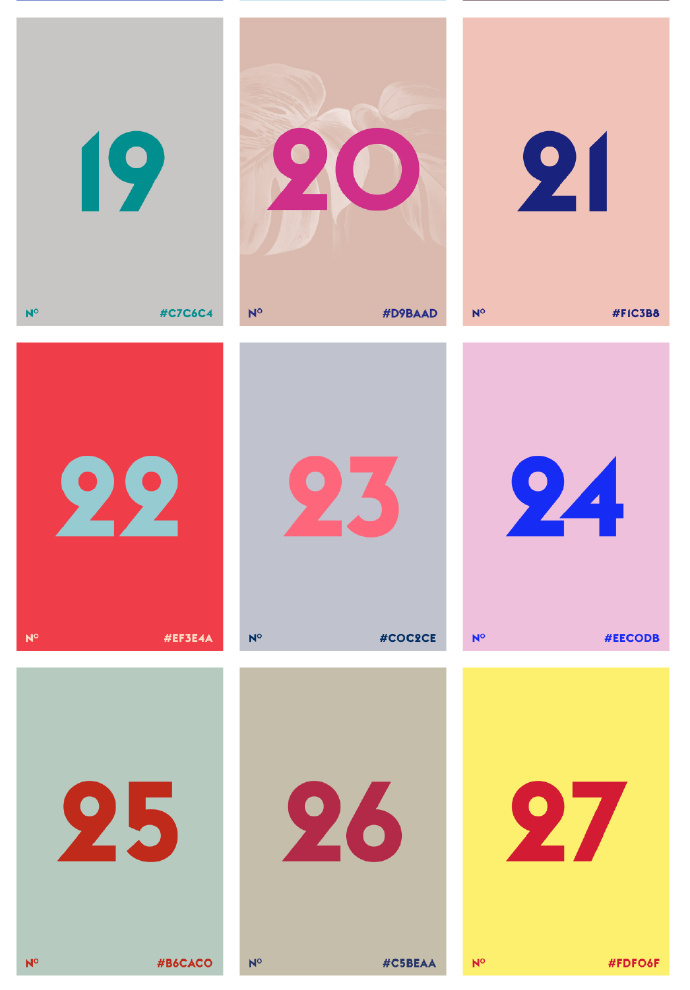 19
Nº #C7C6C4
20
Nº #D9BAAD
21
Nº #F1C3B8
22
Nº #EF3E4A
23
Nº #C0C2CE
24
Nº #EEC0DB
25
Nº #B6CAC0
26
Nº #C5BEAA
27
Nº #FDF06F